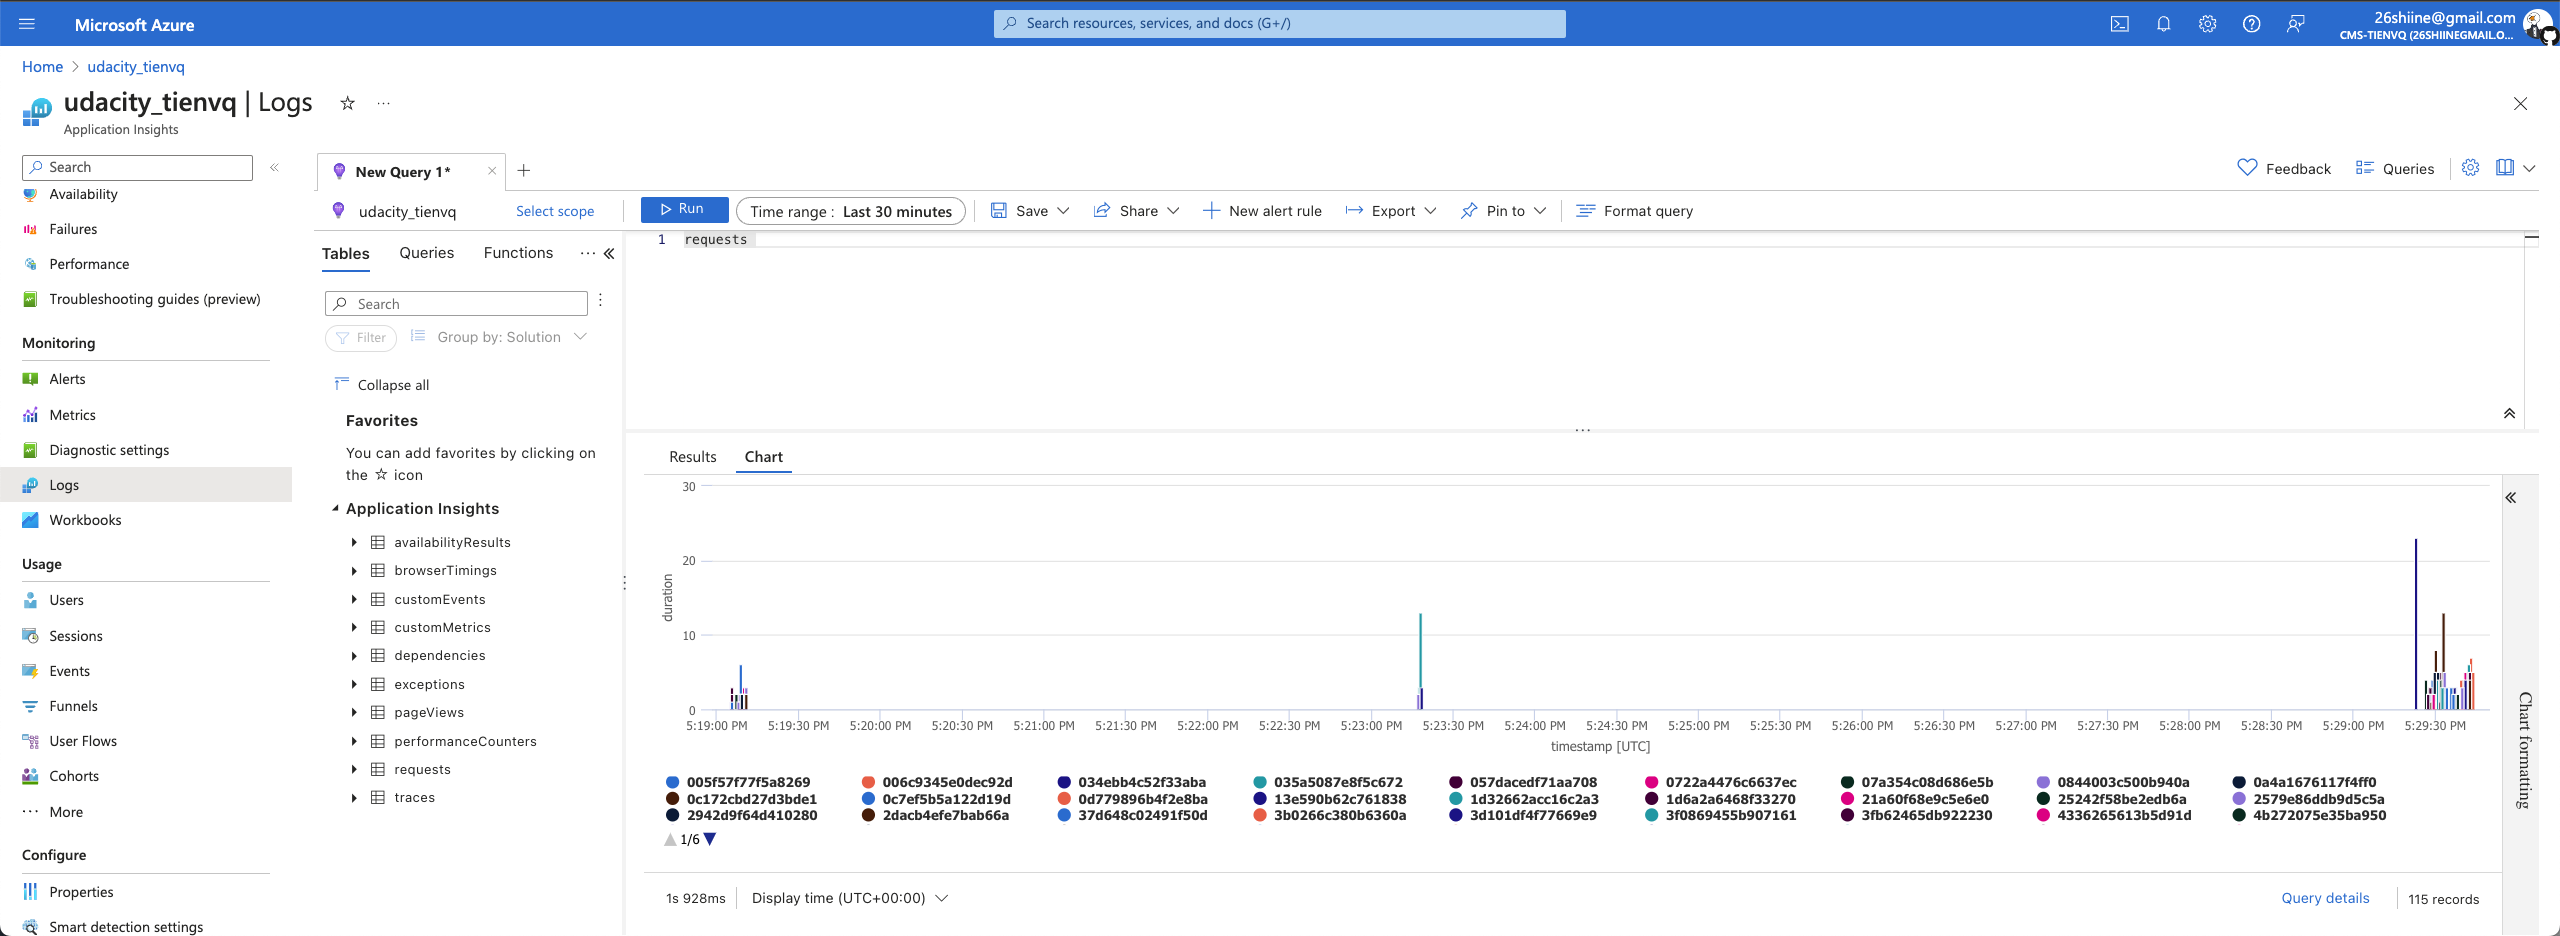 Microsoft Azure
Search resources, services, and docs (G+/)
26shiine@gmail.com
CMS-TIENVQ (26SHIINEGMAIL.O...
Home > udacity_tienvq
udacity_tienvq | Logs
Application Insights
Search
Availability
Failures
Performance
Troubleshooting guides (preview)
Monitoring
Alerts
Metrics
Diagnostic settings
Logs
Workbooks
Usage
Users
Sessions
Events
Funnels
User Flows
Cohorts
More
Configure
Properties
Smart detection settings
New Query 1*
Feedback
Queries
udacity_tienvq
Select scope
Run
Time range : Last 30 minutes
Save
Share
New alert rule
Export
Pin to
Format query
Tables
Queries
Functions
Search
Filter
Group by: Solution
Collapse all
Favorites
You can add favorites by clicking on
the ☆ icon
Application Insights
availabilityResults
browserTimings
customEvents
customMetrics
dependencies
exceptions
pageViews
performanceCounters
requests
traces
1 requests
Results
Chart
30
20
10
0
duration
5:19:00 PM 5:19:30 PM 5:20:00 PM 5:20:30 PM 5:21:00 PM 5:21:30 PM 5:22:00 PM 5:22:30 PM 5:23:00 PM 5:23:30 PM 5:24:00 PM 5:24:30 PM 5:25:00 PM 5:25:30 PM 5:26:00 PM 5:26:30 PM 5:27:00 PM 5:27:30 PM 5:28:00 PM 5:28:30 PM 5:29:00 PM 5:29:30 PM
timestamp [UTC]
005f57f77f5a8269 006c9345e0dec92d 034ebb4c52f33aba 035a5087e8f5c672 057dacedf71aa708 0722a4476c6637ec 07a354c08d686e5b 0844003c500b940a 0a4a1676117f4ff0
0c172cbd27d3bde1 0c7ef5b5a122d19d 0d779896b4f2e8ba 13e590b62c761838 1d32662acc16c2a3 1d6a2a6468f33270 21a60f68e9c5e6e0 25242f58be2edb6a 2579e86ddb9d5c5a
2942d9f64d410280 2dacb4efe7bab66a 37d648c02491f50d 3b0266c380b6360a 3d101df4f77669e9 3f0869455b907161 3fb62465db922230 4336265613b5d91d 4b272075e35ba950
1/6
Chart formatting
1s 928ms
Display time (UTC+00:00)
Query details
115 records